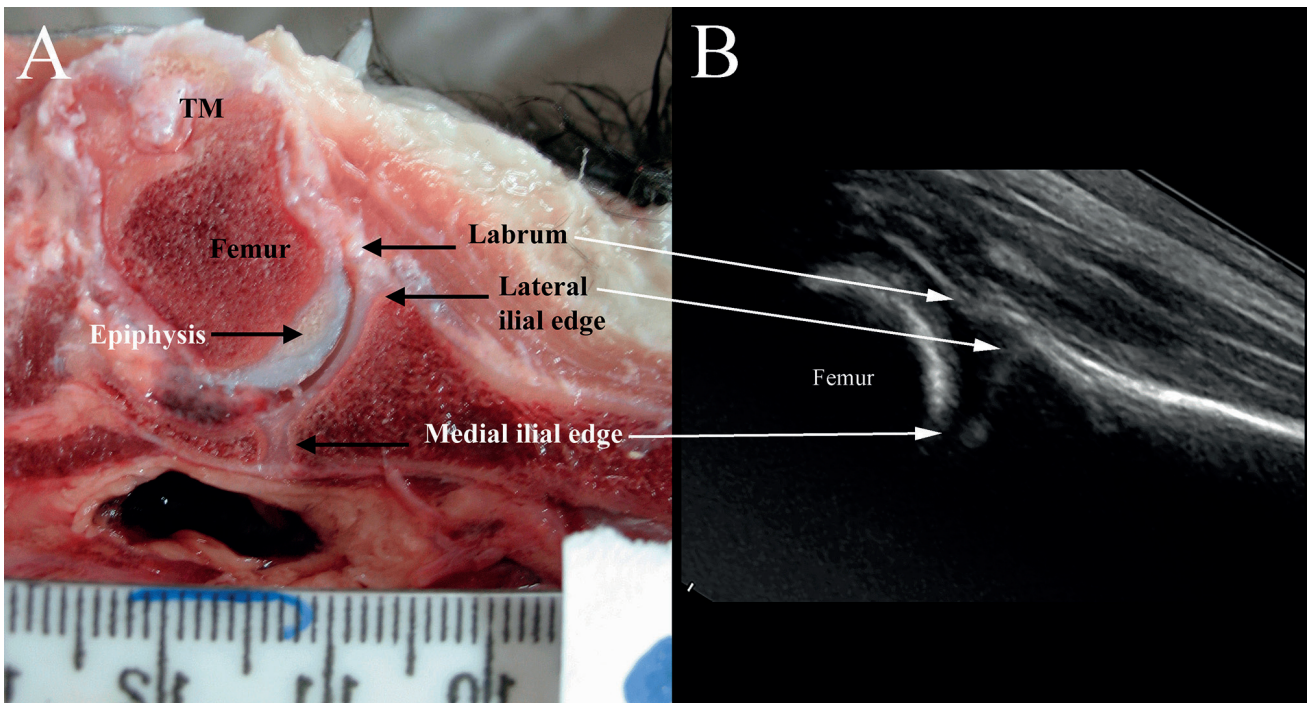 A
B
TM
Femur
Labrum
Lateral
ilial edge
Epiphysis
Femur
Medial ilial edge